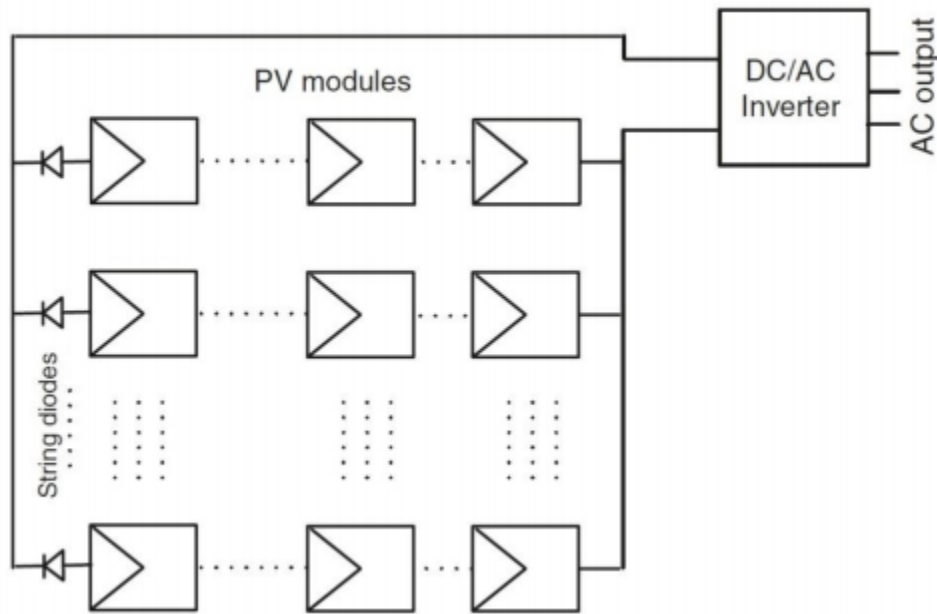 PV modules
DC/AC
Inverter
AC output
String diodes